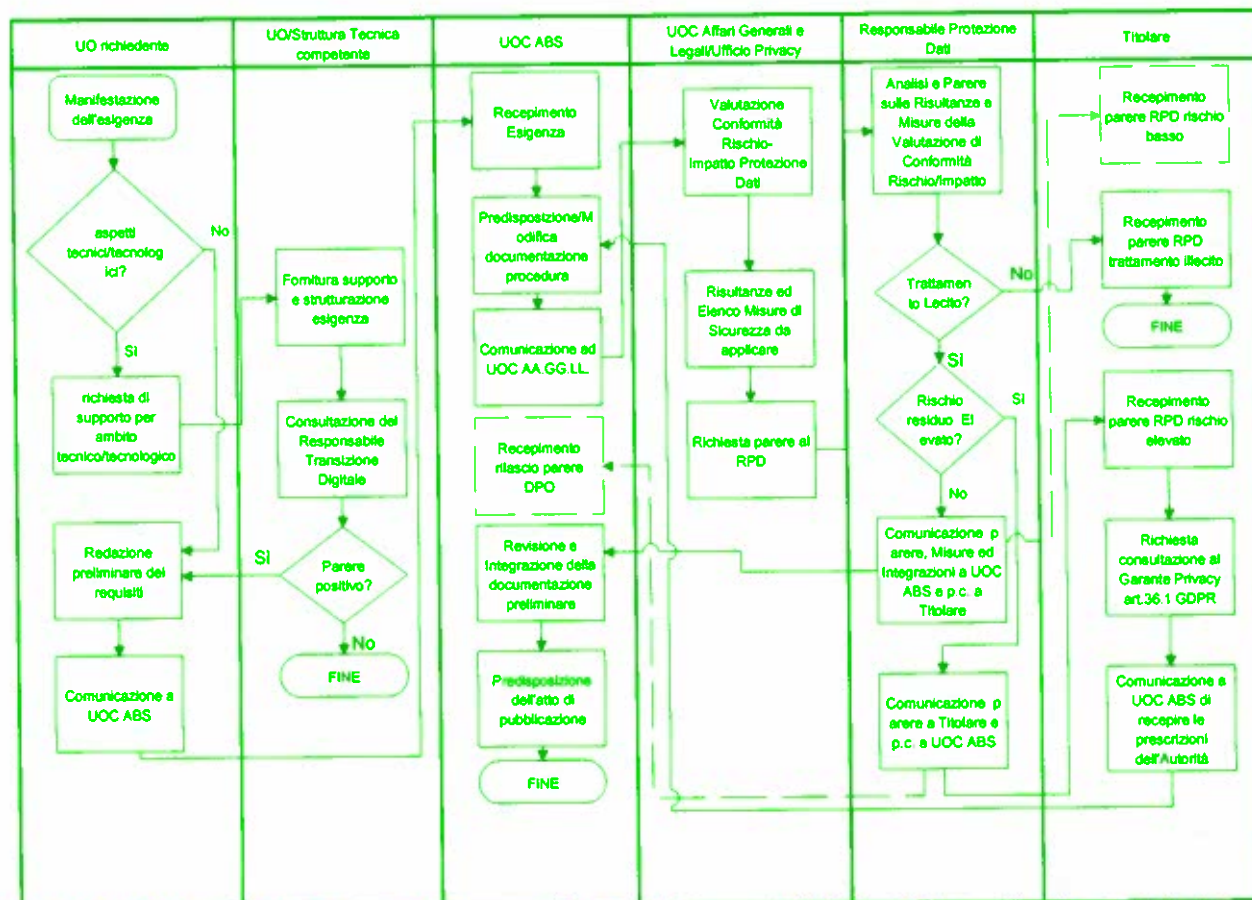 UO richiedente
UO/Struttura Tecnica
competente
UOC ABS
UOC Affari Generali e
Legali/Ufficio Privacy
Responsabile Protezione
Dati
Titolare
Manifestazione
dell'esigenza
aspetti
tecnici/tecnolog
ici?
No
Sì
richiesta di
supporto per
ambito
tecnico/tecnologico
Redazione
preliminare dei
requisiti
Comunicazione a
UOC ABS
Fornitura supporto
e strutturazione
esigenza
Consultazione del
Responsabile
Transizione
Digitale
Parere
positivo?
Sì
No
FINE
Recepimento
Esigenza
Predisposizione/M
odifica
documentazione
procedura
Comunicazione ad
UOC AA.GG.LL.
Recepimento
rilascio parere
DPO
Revisione e
Integrazione della
documentazione
preliminare
Predisposizione
dell'atto di
pubblicazione
FINE
Valutazione
Conformità
Rischio-
Impatto Protezione
Dati
Risultanze ed
Elenco Misure di
Sicurezza da
applicare
Richiesta parere al
RPD
Analisi e Parere
sulle Risultanze e
Misure della
Valutazione di
Conformità
Rischio/Impatto
Trattamen
to Lecito?
No
Sì
Rischio
residuo El
evato?
Sì
No
Comunicazione p
arere, Misure ed
Integrazioni a UOC
ABS e p.c. a
Titolare
Comunicazione p
arere a Titolare e
p.c. a UOC ABS
Recepimento
parere RPD rischio
basso
Recepimento
parere RPD
trattamento illecito
FINE
Recepimento
parere RPD rischio
elevato
Richiesta
consultazione al
Garante Privacy
art.36.1 GDPR
Comunicazione a
UOC ABS di
recepire le
prescrizioni
dell'Autorità